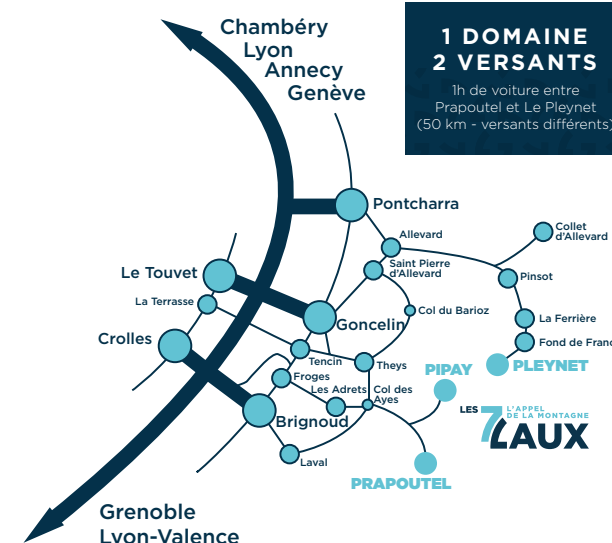 Chambéry
Lyon
Annecy
Genève
1 DOMAINE
2 VERSANTS
1h de voiture entre
Prapoutel et Le Pleynet
(50 km - versants différents)
Pontcharra
Allevard
Collet
d'Allevard
Saint Pierre
d'Allevard
Le Touvet
Pinsot
La Terrasse
Col du Barioz
Goncelin
La Ferrière
Crolles
Fond de Franc
Tencin
Theys
PIPAY
PLEYNET
Froges
Les Adrets
Col des
Ayes
Brignoud
LES 7 LAUX
L'APPEL
DE LA MONTAGNE
Laval
PRAPOUTEL
Grenoble
Lyon-Valence